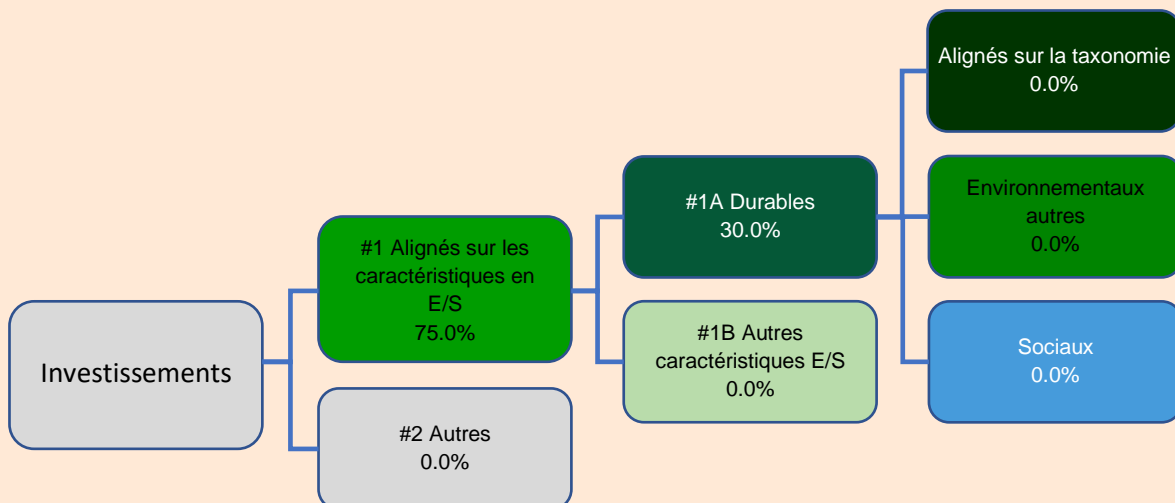 Investissements
#1 Alignés sur les
caractéristiques en
E/S
75.0%
#2 Autres
0.0%
#1A Durables
30.0%
#1B Autres
caractéristiques E/S
0.0%
Alignés sur la taxonomie
0.0%
Environnementaux
autres
0.0%
Sociaux
0.0%